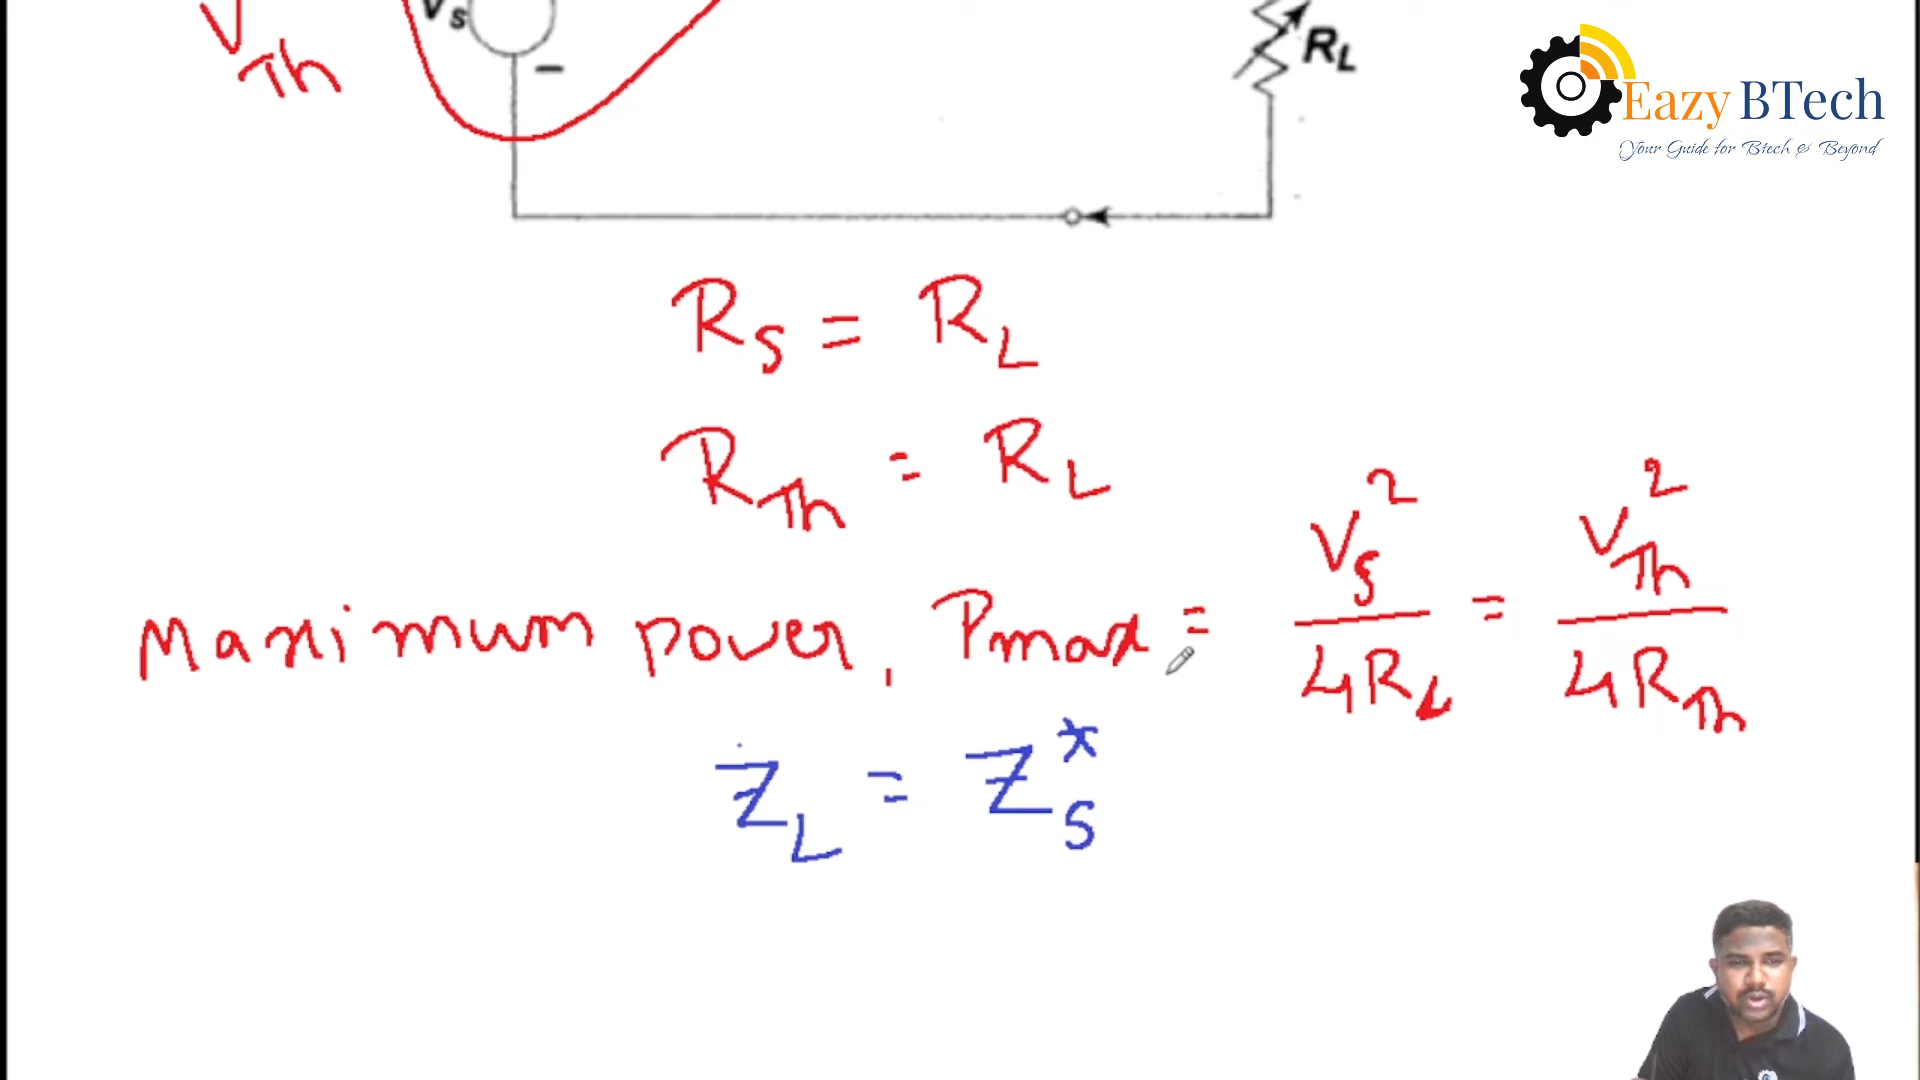 Vs
VTh
−
RL
Eazy BTech
Your Guide for Btech & Beyond
RS = RL
RTh = RL
Maximum power, Pmax = VS²/4RL = VTh²/4RTh
ZL = ZS*